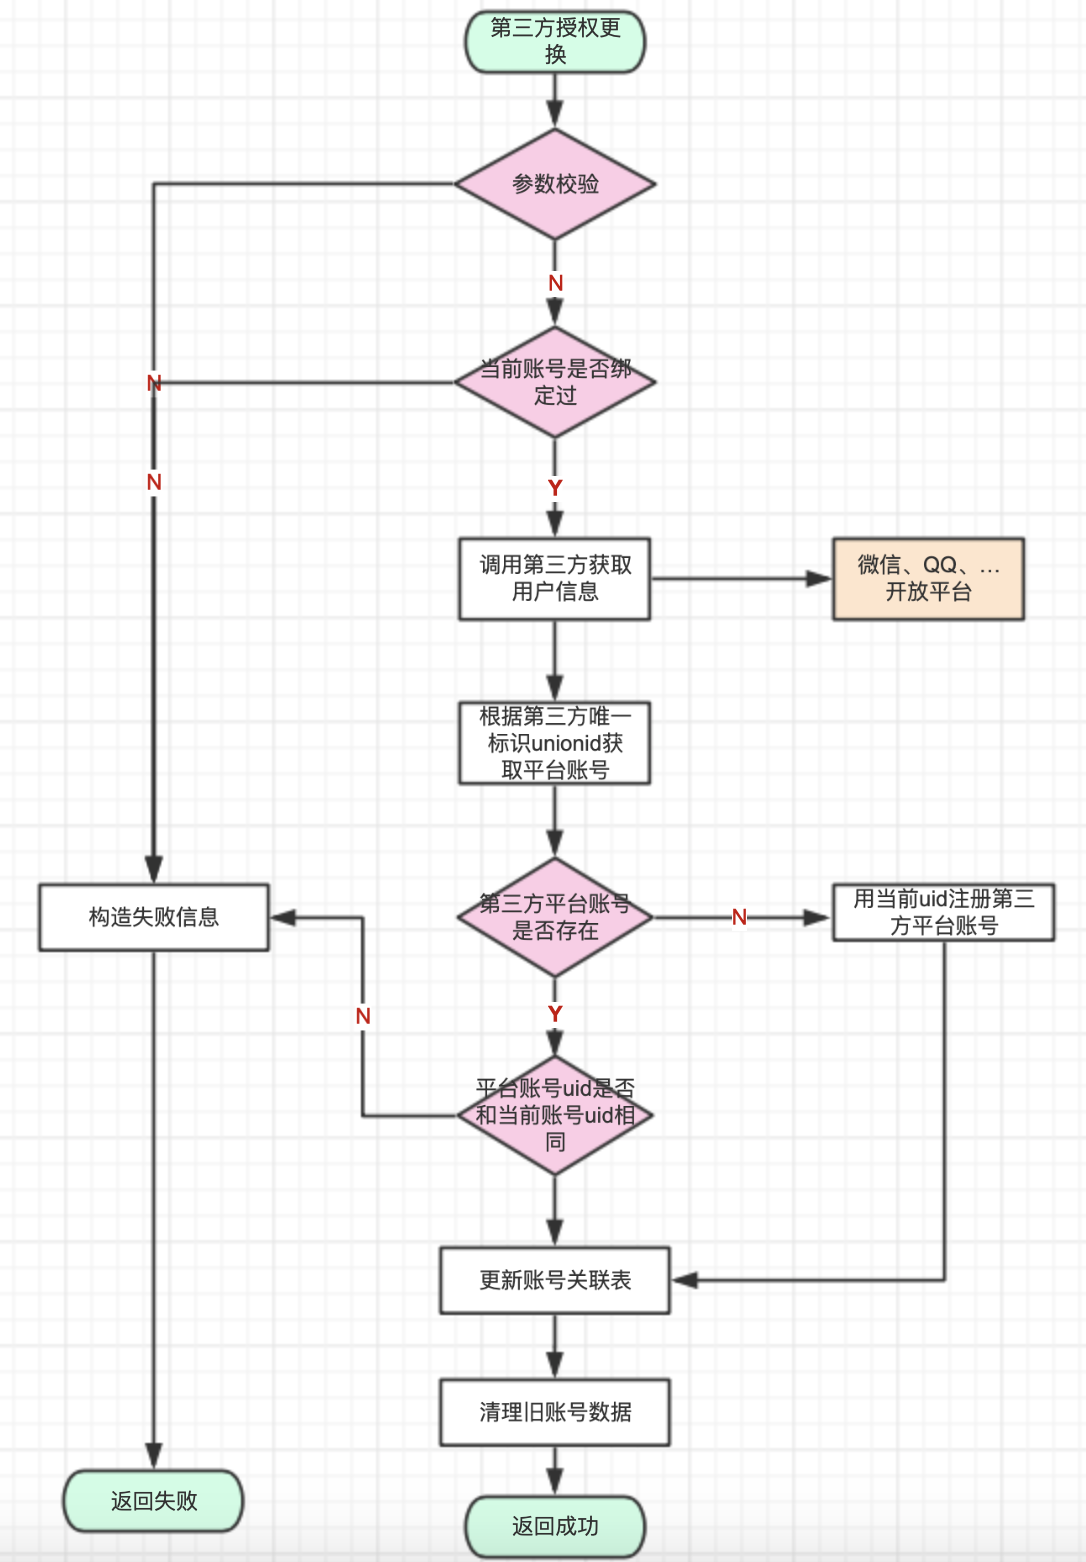 第三方授权更
换
参数校验
N
当前账号是否绑
定过
N
N
Y
调用第三方获取
用户信息
微信、QQ、...
开放平台
根据第三方唯一
标识unionid获
取平台账号
第三方平台账号
是否存在
N
用当前uid注册第三
方平台账号
构造失败信息
N
Y
平台账号uid是否
和当前账号uid相
同
更新账号关联表
清理旧账号数据
返回失败
返回成功